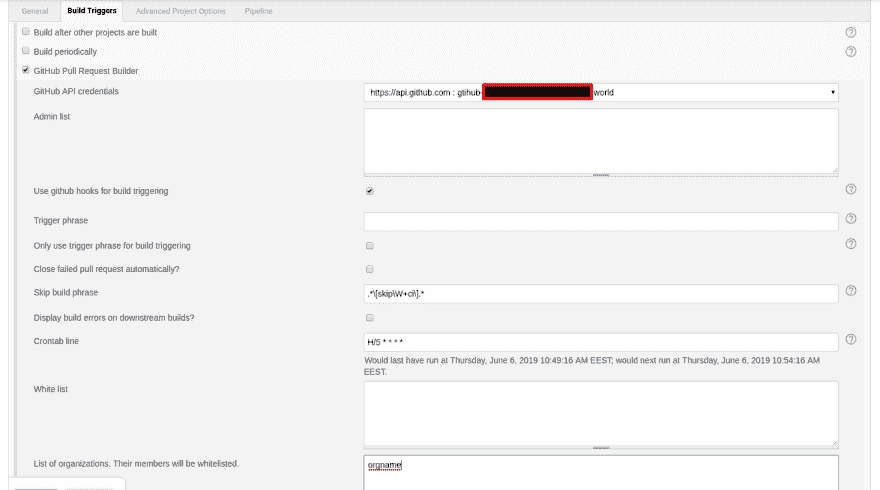 General Build Triggers Advanced Project Options Pipeline
Build after other projects are built
Build periodically
GitHub Pull Request Builder
GitHub API credentials https://api.github.com : gtihub- world
Admin list
Use github hooks for build triggering
Trigger phrase
Only use trigger phrase for build triggering
Close failed pull request automatically?
Skip build phrase .*\[skip\W+ci\].*
Display build errors on downstream builds?
Crontab line H/5 * * * *
Would last have run at Thursday, June 6, 2019 10:49:16 AM EEST; would next run at Thursday, June 6, 2019 10:54:16 AM
EEST.
White list
List of organizations. Their members will be whitelisted. orgname